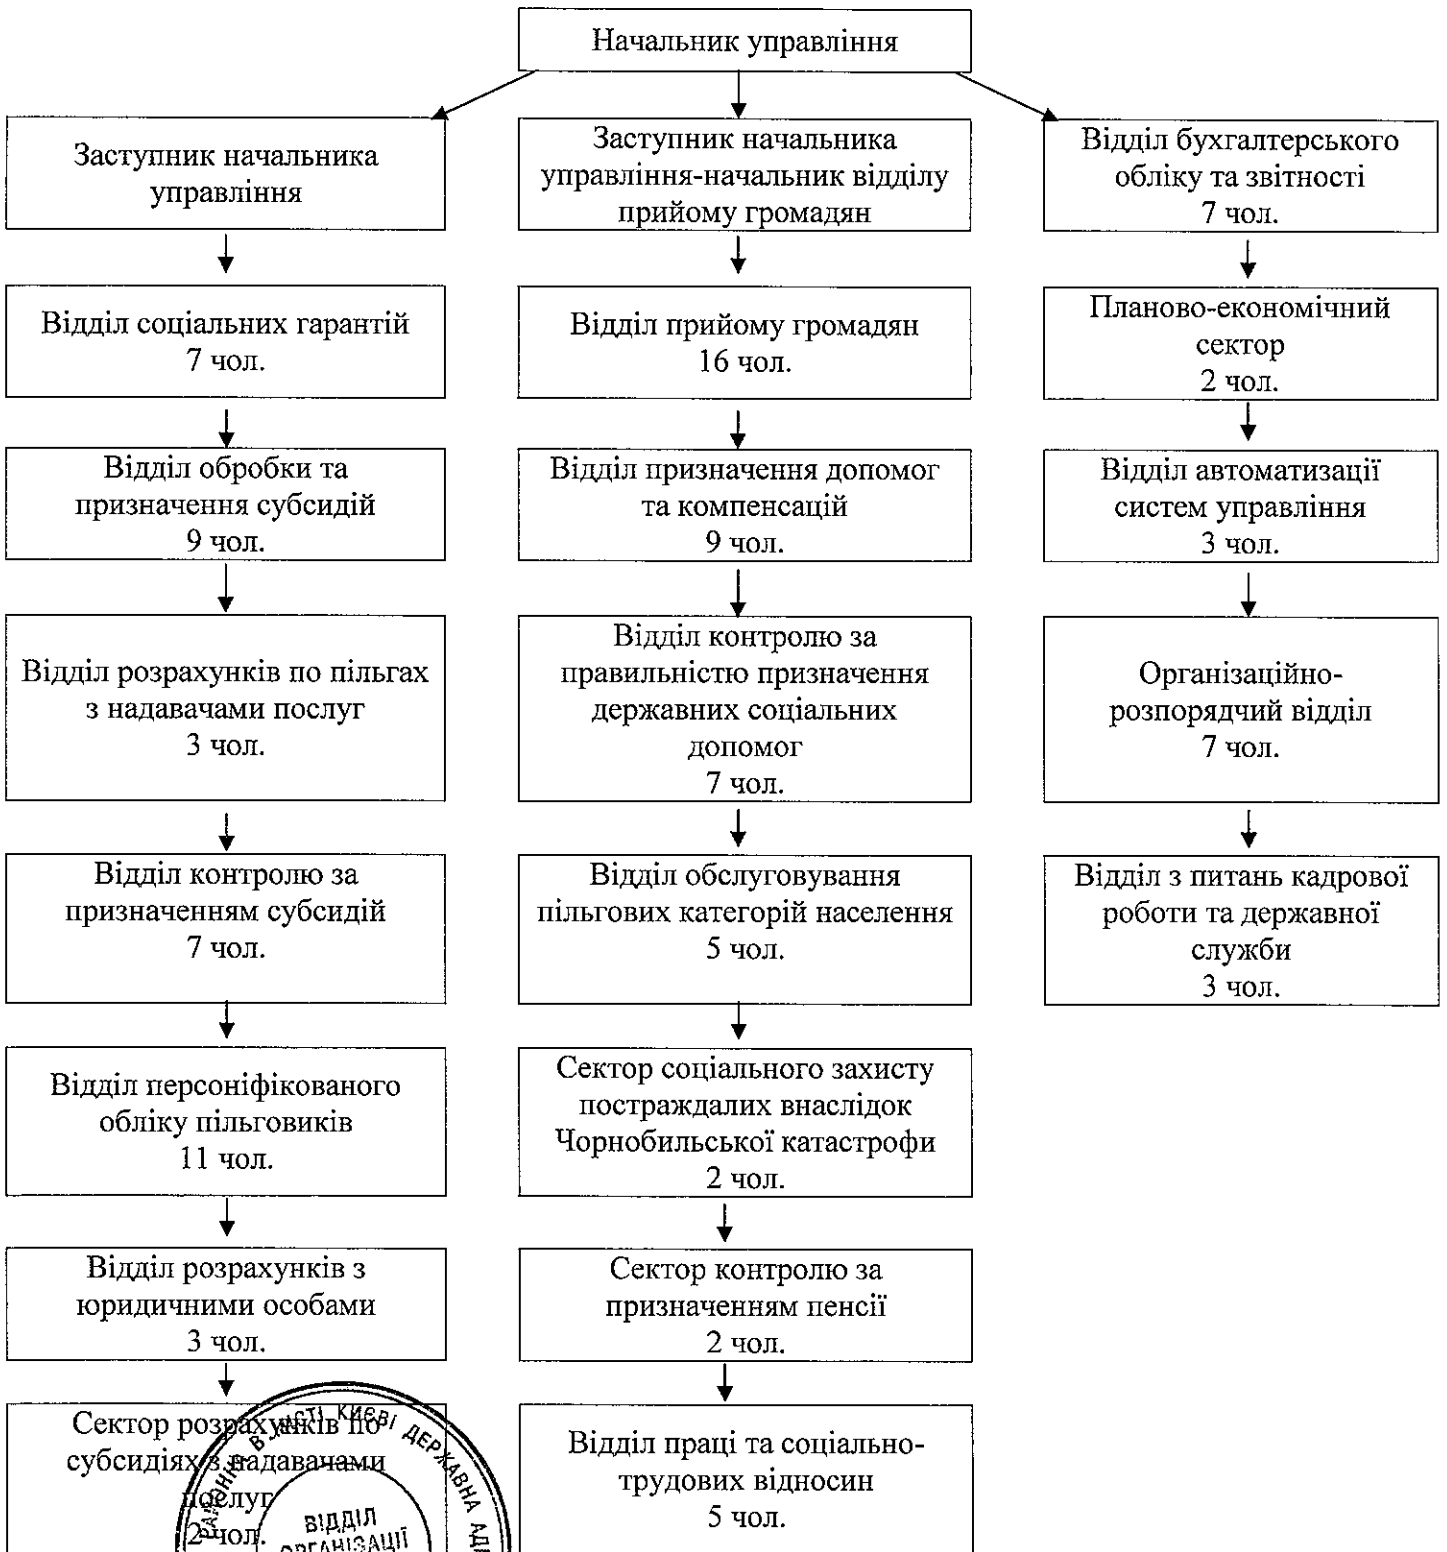 Начальник управління
Заступник начальника
управління
Відділ соціальних гарантій
7 чол.
Відділ обробки та
призначення субсидій
9 чол.
Відділ розрахунків по пільгах
з надавачами послуг
3 чол.
Відділ контролю за
призначенням субсидій
7 чол.
Відділ персоніфікованого
обліку пільговиків
11 чол.
Відділ розрахунків з
юридичними особами
3 чол.
Сектор розрахунків по
субсидіях з надавачами
послуг
2 чол.
Заступник начальника
управління-начальник відділу
прийому громадян
Відділ прийому громадян
16 чол.
Відділ призначення допомог
та компенсацій
9 чол.
Відділ контролю за
правильністю призначення
державних соціальних
допомог
7 чол.
Відділ обслуговування
пільгових категорій населення
5 чол.
Сектор соціального захисту
постраждалих внаслідок
Чорнобильської катастрофи
2 чол.
Сектор контролю за
призначенням пенсії
2 чол.
Відділ праці та соціально-
трудових відносин
5 чол.
Відділ бухгалтерського
обліку та звітності
7 чол.
Планово-економічний
сектор
2 чол.
Відділ автоматизації
систем управління
3 чол.
Організаційно-
розпорядчий відділ
7 чол.
Відділ з питань кадрової
роботи та державної
служби
3 чол.
В МІСТІ КИЄВІ ДЕРЖАВНА
ВІДДІЛ
ОРГАНІЗАЦІЇ